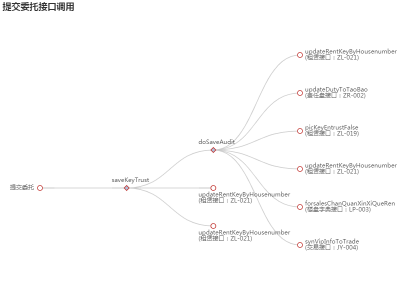 提交委托接口调用
updateRentKeyByHousenumber
(租赁接口：ZL-021)
updateDutyToTaoBao
(责任盘接口：ZR-002)
doSaveAudit
picKeyEntrustFalse
(租赁接口：ZL-019)
updateRentKeyByHousenumber
(租赁接口：ZL-021)
saveKeyTrust
提交委托
updateRentKeyByHousenumber
(租赁接口：ZL-021)
forsalesChanQuanXinXiQueRen
(楼盘字典接口：LP-003)
updateRentKeyByHousenumber
(租赁接口：ZL-021)
synVipInfoToTrade
(交易接口：JY-004)